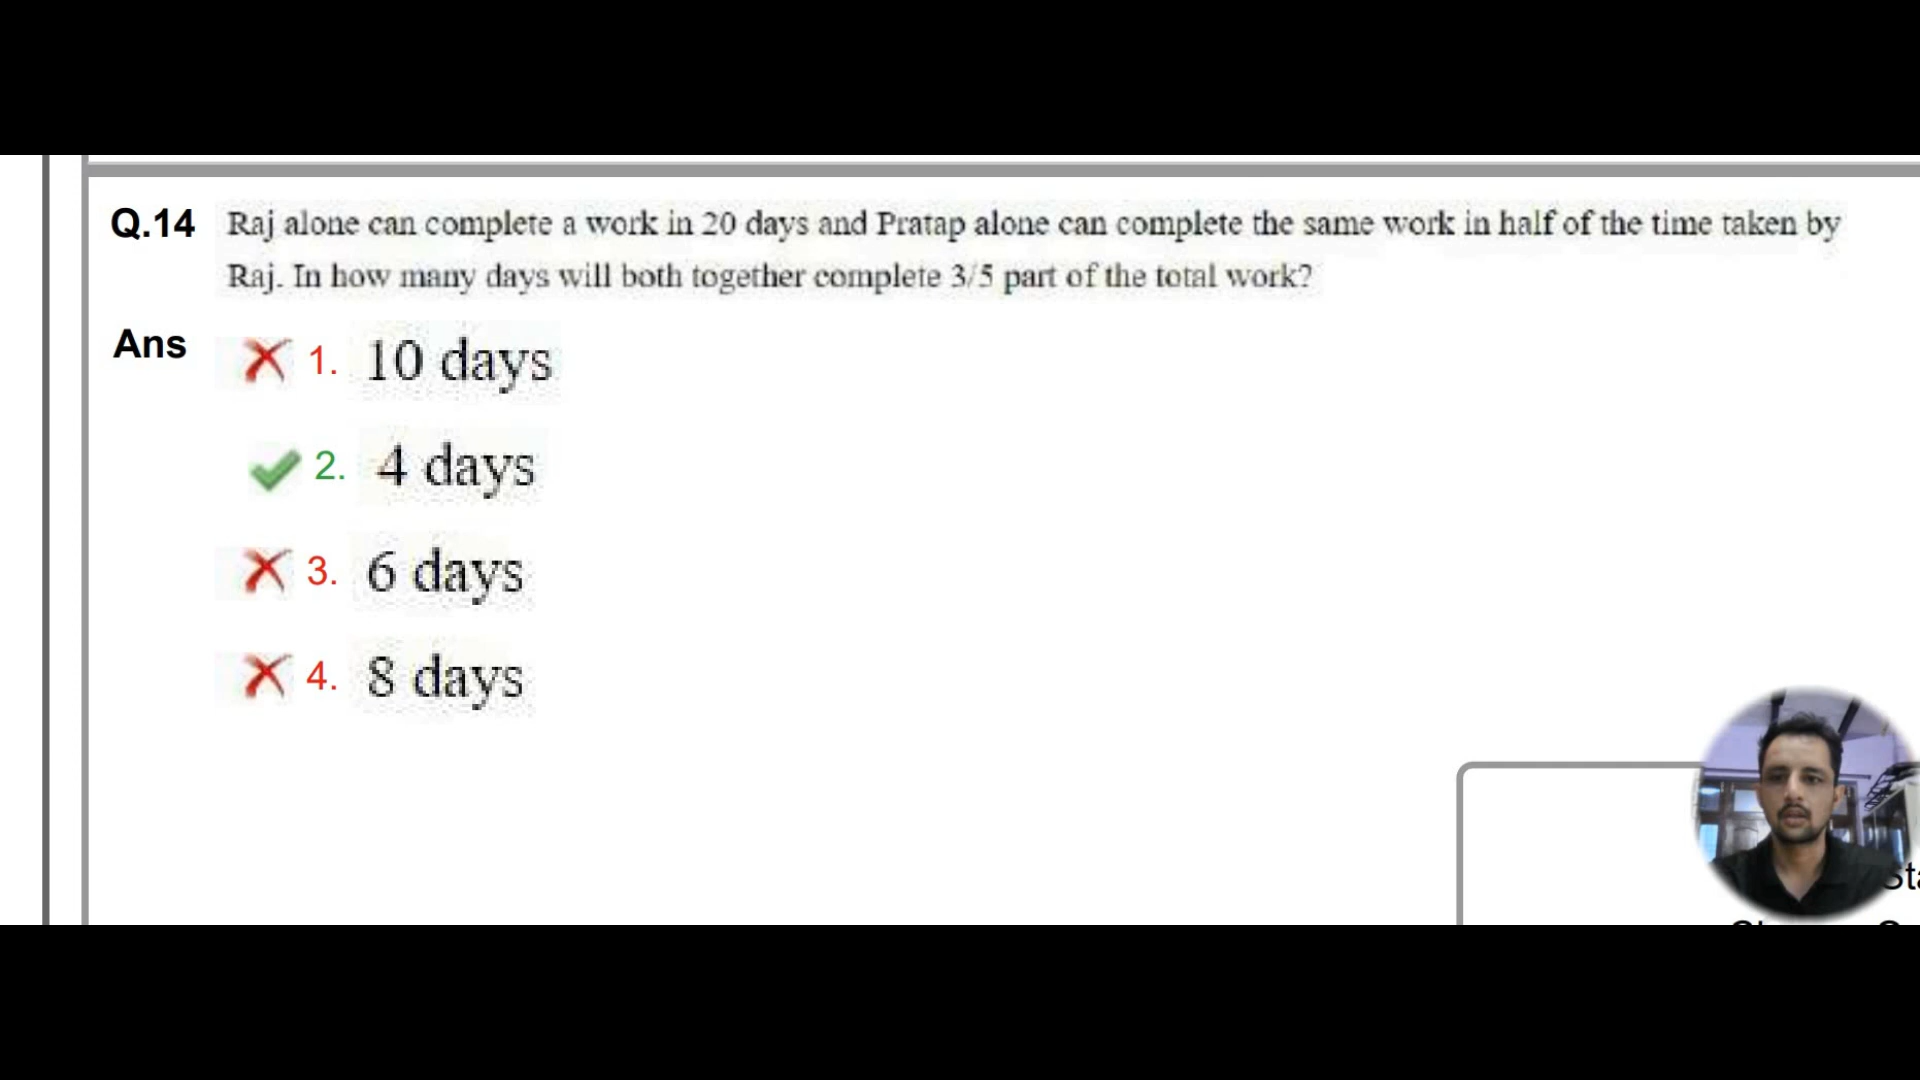 Q.14 Raj alone can complete a work in 20 days and Pratap alone can complete the same work in half of the time taken by
Raj. In how many days will both together complete 3/5 part of the total work?
Ans 1. 10 days
2. 4 days
3. 6 days
4. 8 days